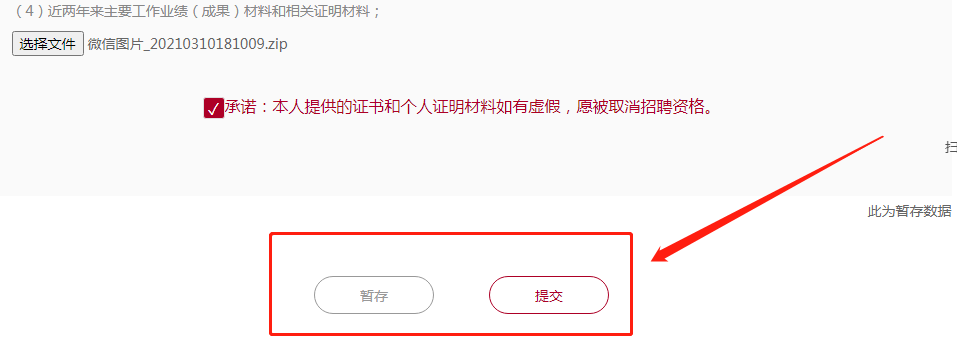 （4）近两年来主要工作业绩（成果）材料和相关证明材料；
选择文件 微信图片_20210310181009.zip
承诺：本人提供的证书和个人证明材料如有虚假，愿被取消招聘资格。
扫
此为暂存数据
暂存
提交